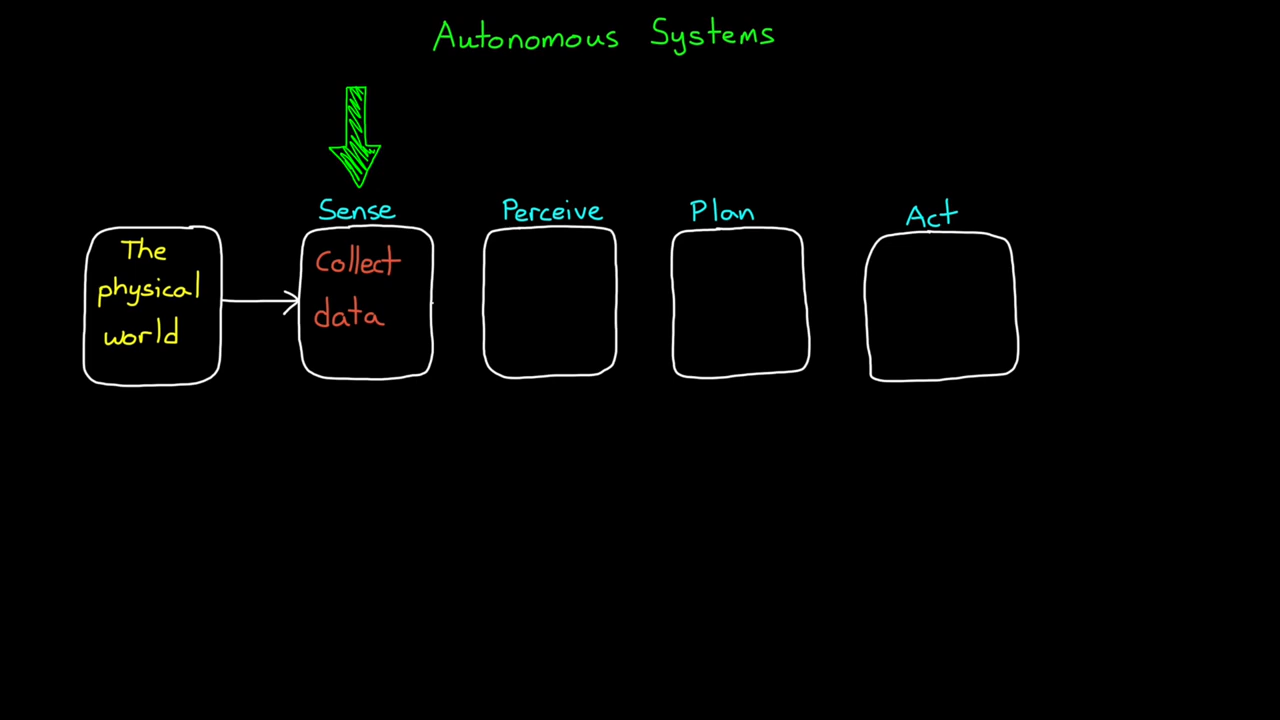 Autonomous Systems
Sense Perceive Plan Act
The
physical
world
Collect
data